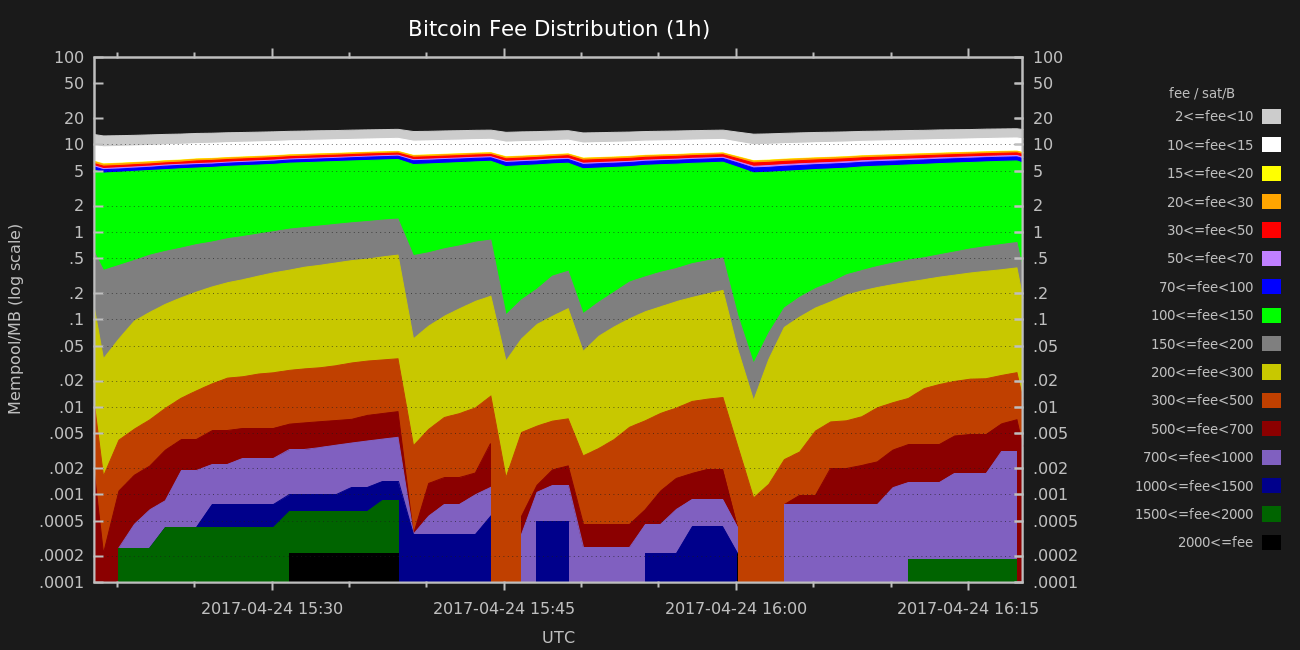 Bitcoin Fee Distribution (1h)
100
50
20
10
5
2
1
.5
.2
.1
.05
.02
.01
.005
.002
.001
.0005
.0002
.0001
100
50
20
10
5
2
1
.5
.2
.1
.05
.02
.01
.005
.002
.001
.0005
.0002
.0001
Mempool/MB (log scale)
2017-04-24 15:30
2017-04-24 15:45
2017-04-24 16:00
2017-04-24 16:15
UTC
fee / sat/B
2<=fee<10
10<=fee<15
15<=fee<20
20<=fee<30
30<=fee<50
50<=fee<70
70<=fee<100
100<=fee<150
150<=fee<200
200<=fee<300
300<=fee<500
500<=fee<700
700<=fee<1000
1000<=fee<1500
1500<=fee<2000
2000<=fee